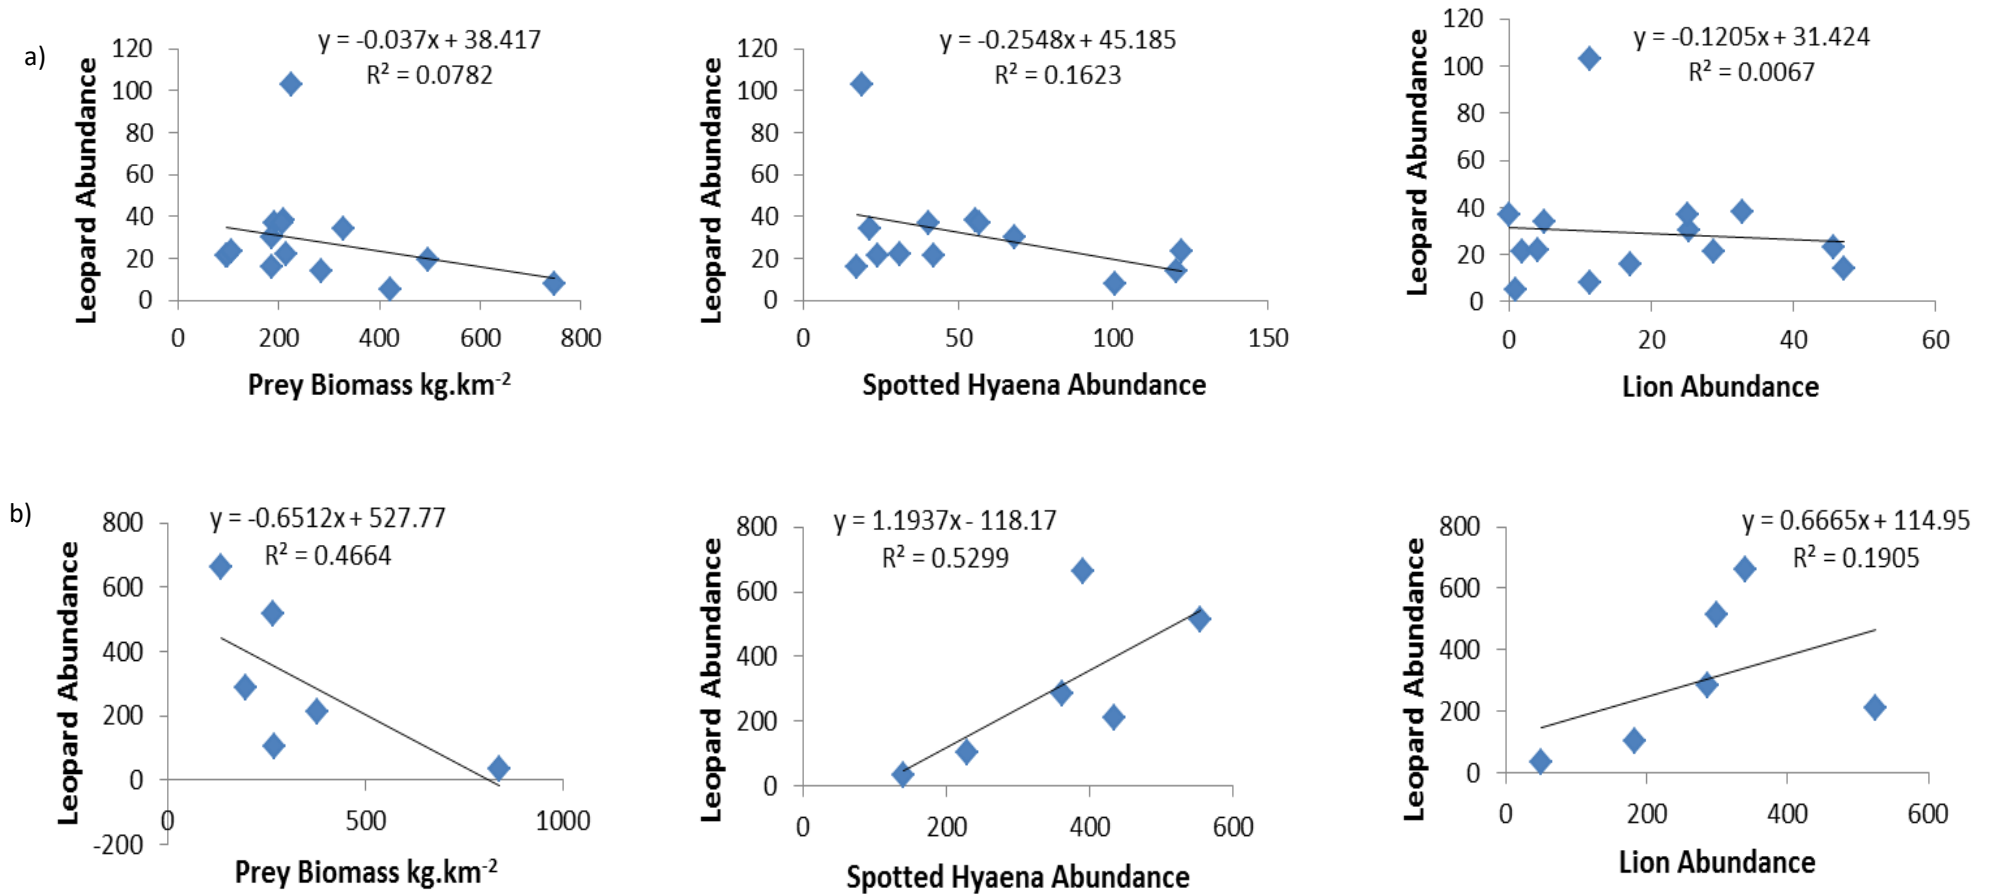 a)
y = -0.037x + 38.417
R² = 0.0782
Leopard Abundance
120
100
80
60
40
20
0
0 200 400 600 800
Prey Biomass kg.km⁻²
y = -0.2548x + 45.185
R² = 0.1623
Leopard Abundance
120
100
80
60
40
20
0
0 50 100 150
Spotted Hyaena Abundance
y = -0.1205x + 31.424
R² = 0.0067
Leopard Abundance
120
100
80
60
40
20
0
0 20 40 60
Lion Abundance
b)
y = -0.6512x + 527.77
R² = 0.4664
Leopard Abundance
800
600
400
200
0
-200
0 500 1000
Prey Biomass kg.km⁻²
y = 1.1937x - 118.17
R² = 0.5299
Leopard Abundance
800
600
400
200
0
0 200 400 600
Spotted Hyaena Abundance
y = 0.6665x + 114.95
R² = 0.1905
Leopard Abundance
800
600
400
200
0
0 200 400 600
Lion Abundance